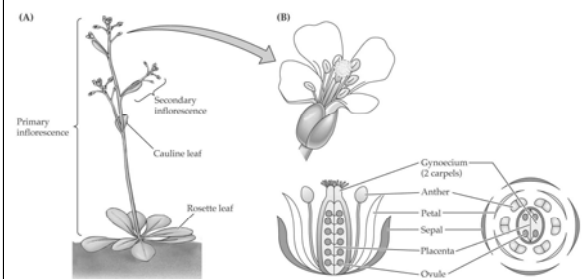 (A)
Primary
inflorescence
Secondary
inflorescence
Cauline leaf
Rosette leaf
(B)
Gynoecium
(2 carpels)
Anther
Petal
Sepal
Placenta
Ovule